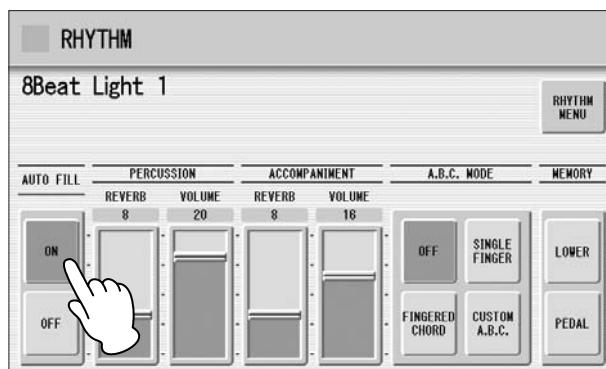 RHYTHM
8Beat Light 1
RHYTHM
MENU
AUTO FILL
PERCUSSION
ACCOMPANIMENT
A.B.C. MODE
MEMORY
REVERB VOLUME REVERB VOLUME
8 20 8 16
ON
OFF
OFF
SINGLE
FINGER
FINGERED
CHORD
CUSTOM
A.B.C.
LOWER
PEDAL